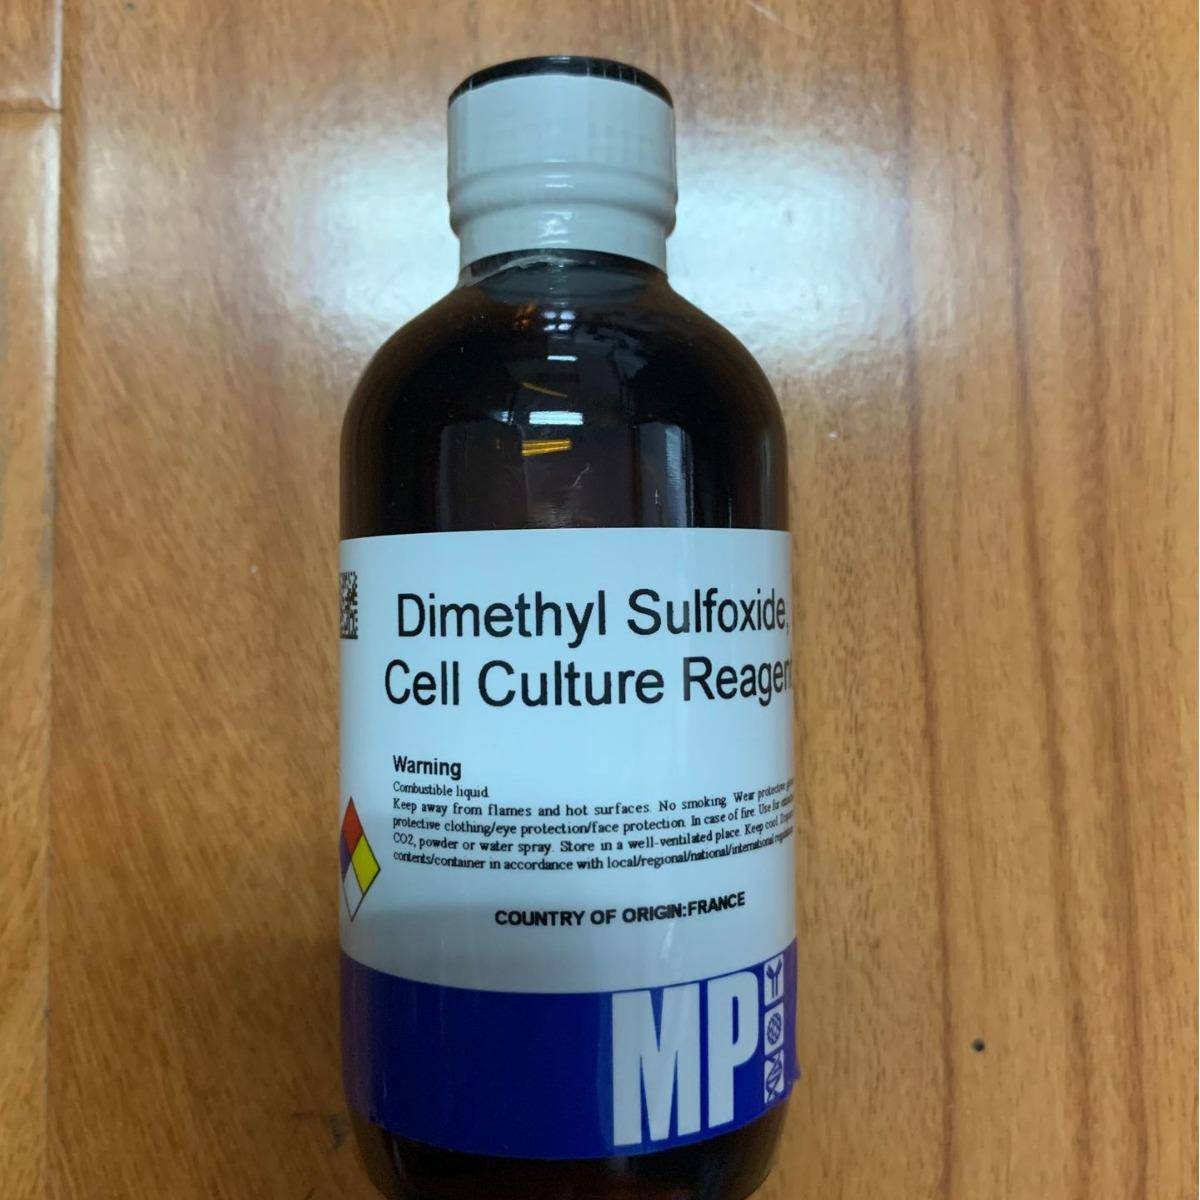 Dimethyl Sulfoxide,
Cell Culture Reagent
Warning
Combustible liquid
Keep away from flames and hot surfaces. No smoking. Wear protective
protective clothing/eye protection/face protection. In case of fire: Use for
CO2, powder or water spray. Store in a well-ventilated place. Keep cool.
contents/container in accordance with local/regional/national/international
COUNTRY OF ORIGIN:FRANCE
MP